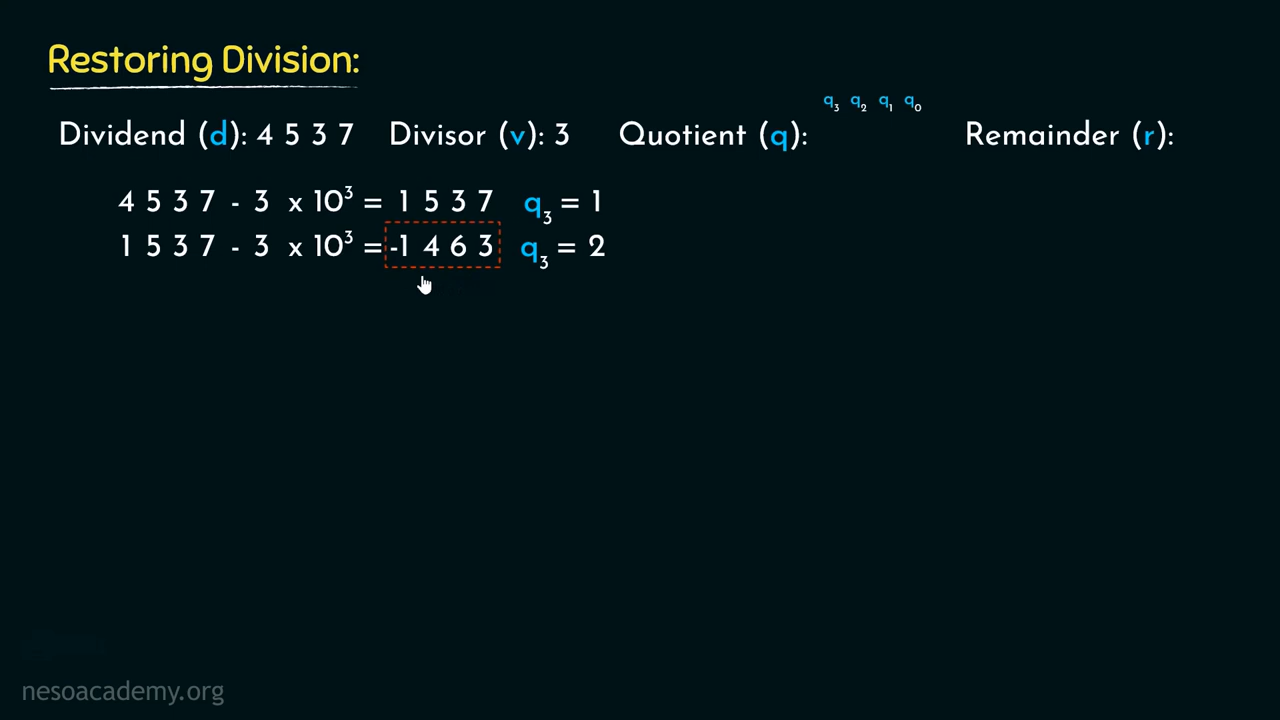 Restoring Division:
q₃ q₂ q₁ q₀
Dividend (d): 4 5 3 7 Divisor (v): 3 Quotient (q): Remainder (r):
4 5 3 7 - 3 x 10³ = 1 5 3 7 q₃ = 1
1 5 3 7 - 3 x 10³ = -1 4 6 3 q₃ = 2
nesoacademy.org